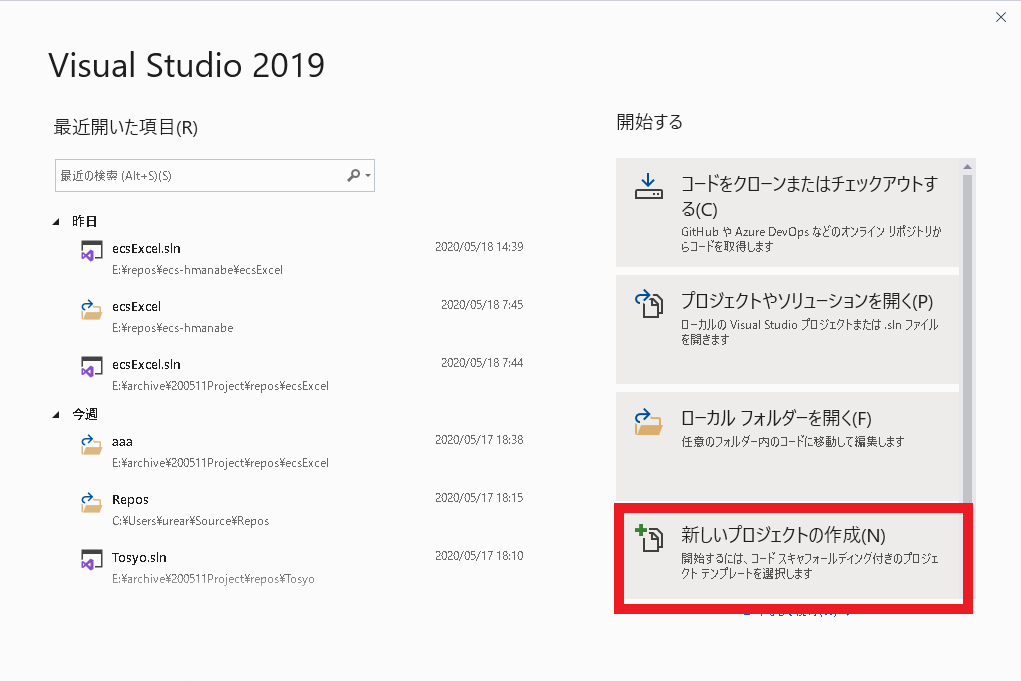 Visual Studio 2019
最近開いた項目(R)
最近の検索 (Alt+S)(S)
昨日
ecsExcel.sln 2020/05/18 14:39
E:¥repos¥ecs-hmanabe¥ecsExcel
ecsExcel 2020/05/18 7:45
E:¥repos¥ecs-hmanabe
ecsExcel.sln 2020/05/18 7:44
E:¥archive¥200511Project¥repos¥ecsExcel
今週
aaa 2020/05/17 18:38
E:¥archive¥200511Project¥repos¥ecsExcel
Repos 2020/05/17 18:15
C:¥Users¥urear¥Source¥Repos
Tosyo.sln 2020/05/17 18:10
E:¥archive¥200511Project¥repos¥Tosyo
開始する
コードをクローンまたはチェックアウトす
る(C)
GitHub や Azure DevOps などのオンライン リポジトリか
らコードを取得します
プロジェクトやソリューションを開く(P)
ローカルの Visual Studio プロジェクトまたは .sln ファイル
を開きます
ローカル フォルダーを開く(F)
任意のフォルダー内のコードに移動して編集します
新しいプロジェクトの作成(N)
開始するには、コード スキャフォールディング付きのプロジェ
クト テンプレートを選択します